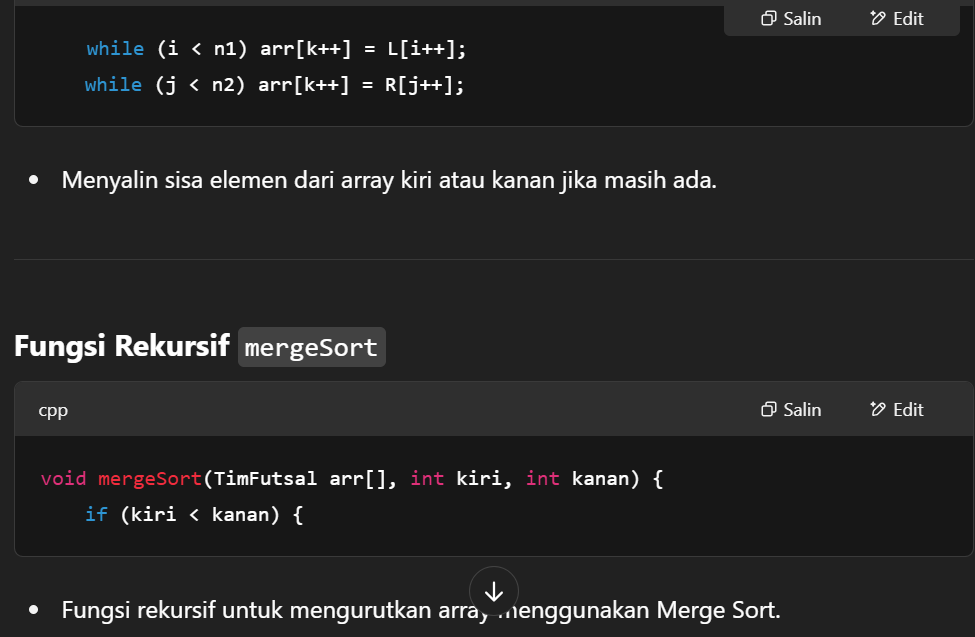 Salin Edit
while (i < n1) arr[k++] = L[i++];
while (j < n2) arr[k++] = R[j++];
Menyalin sisa elemen dari array kiri atau kanan jika masih ada.
Fungsi Rekursif mergeSort
cpp Salin Edit
void mergeSort(TimFutsal arr[], int kiri, int kanan) {
if (kiri < kanan) {
Fungsi rekursif untuk mengurutkan array menggunakan Merge Sort.